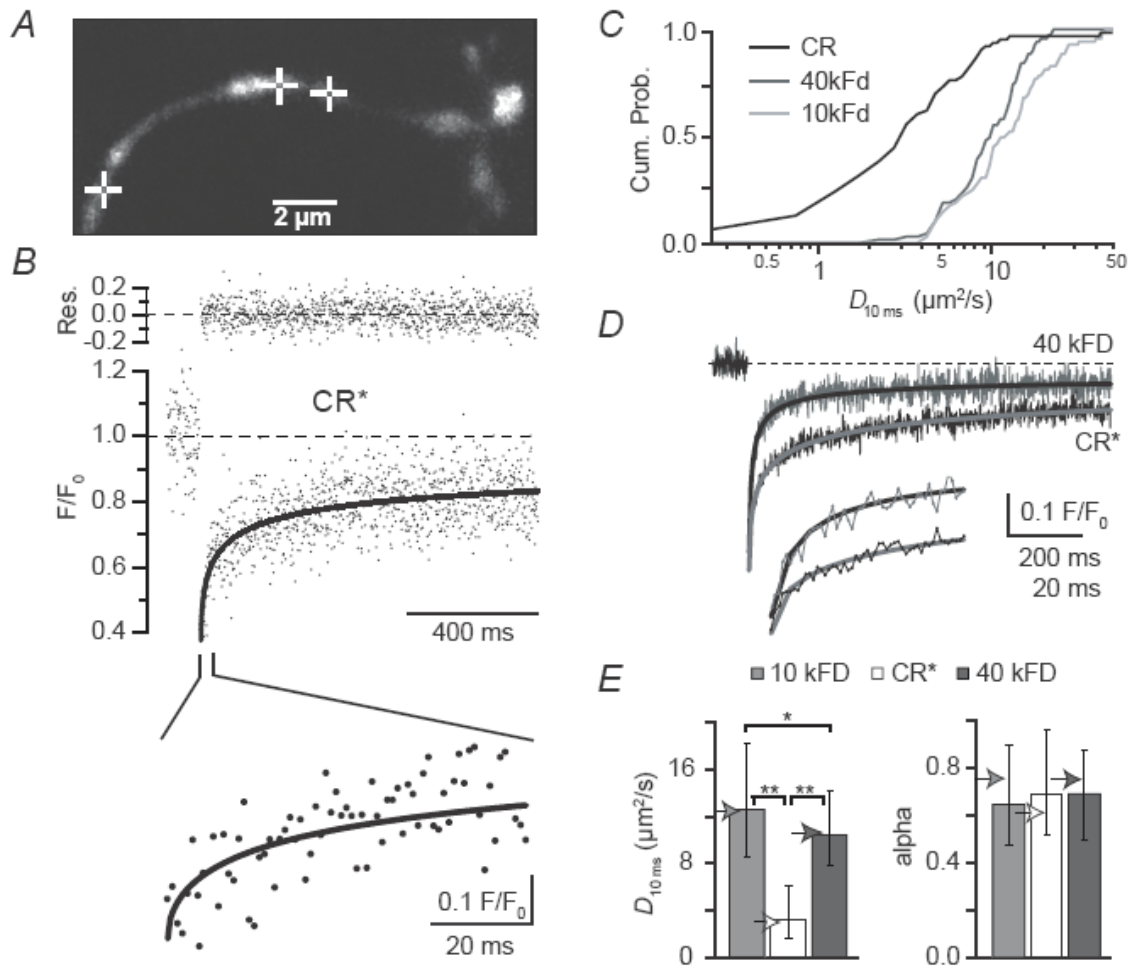 A
2 µm
B
Res.
0.2
0.0
-0.2
1.2
1.0
0.8
0.6
0.4
F/F0
CR*
400 ms
0.1 F/F0
20 ms
C
CR
40kFd
10kFd
Cum. Prob.
1.0
0.5
0.0
0.5 1 5 10 50
D10 ms (µm²/s)
D
40 kFD
CR*
0.1 F/F0
200 ms
20 ms
E
10 kFD CR* 40 kFD
D10 ms (µm²/s)
16
8
0
*
** **
alpha
0.8
0.4
0.0